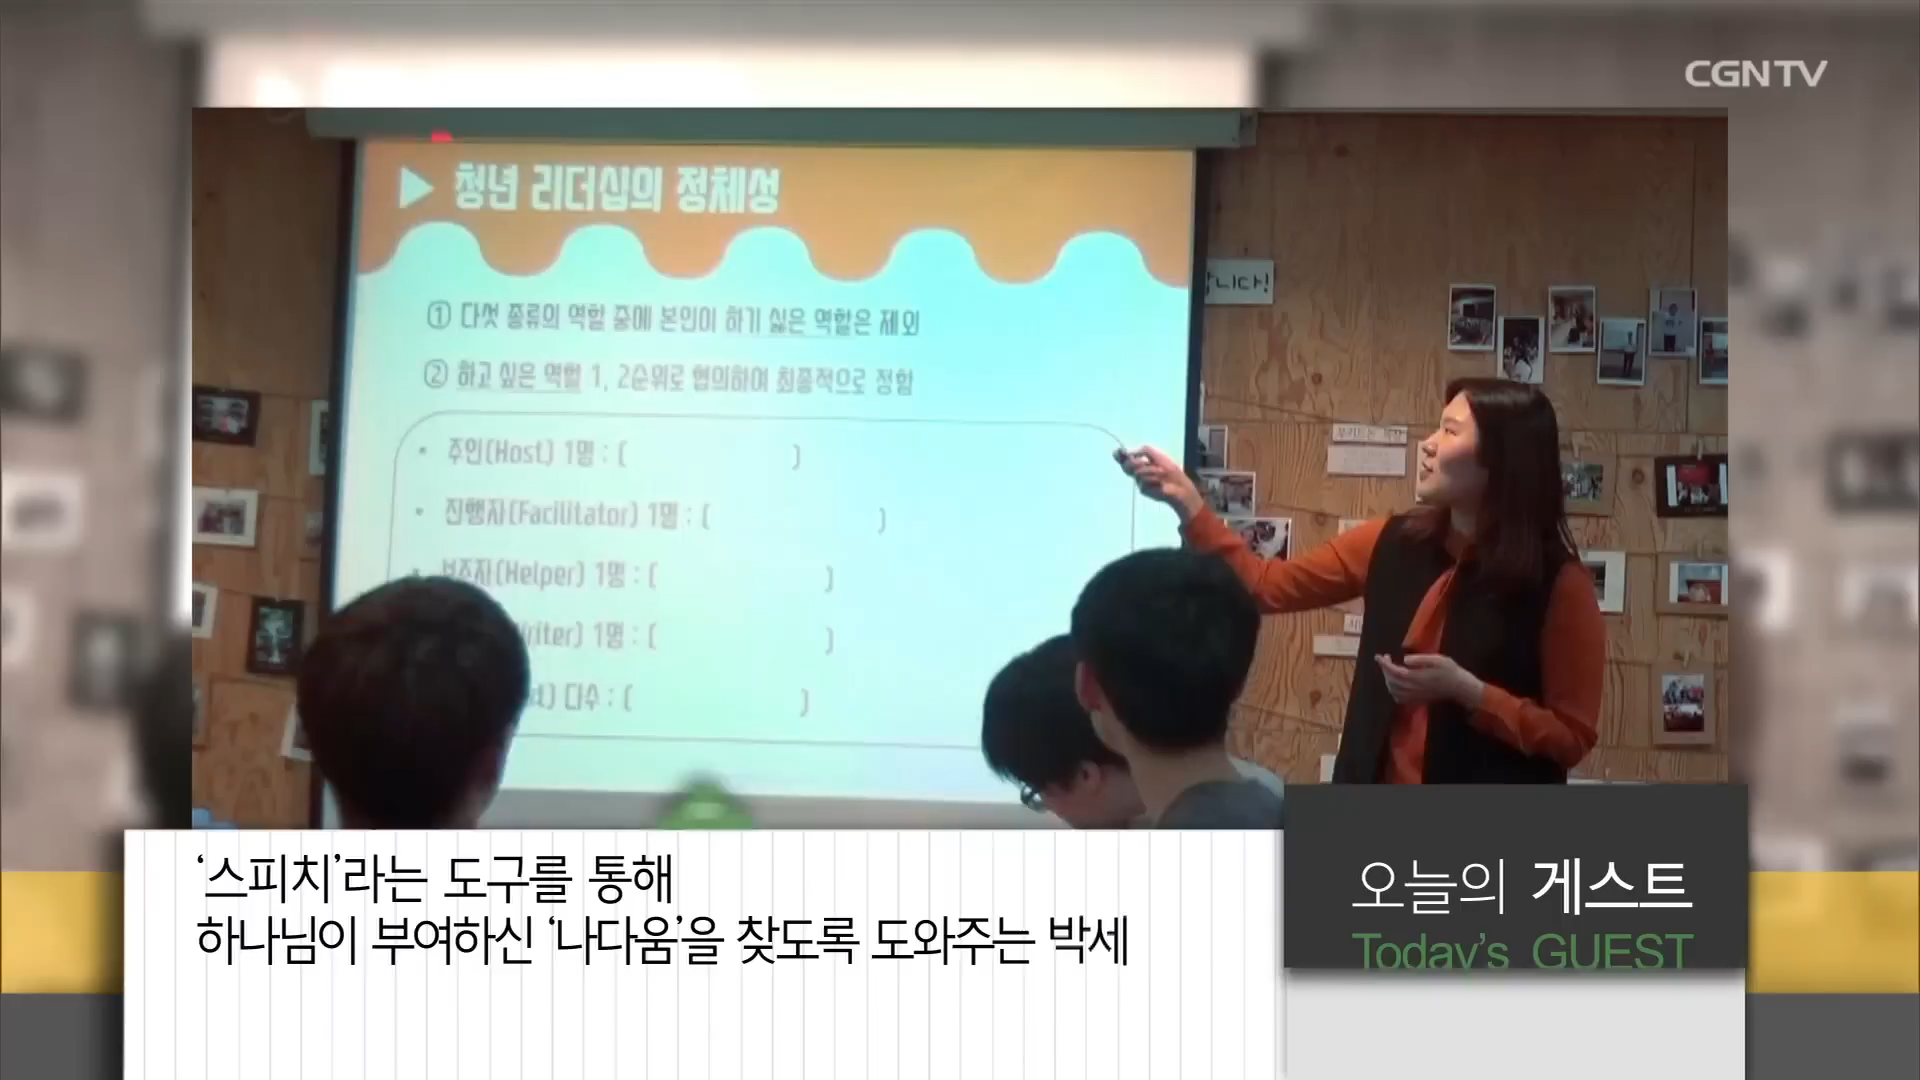 CGNTV
▶ 청년 리더십의 정체성
① 다섯 종류의 역할 중에 본인이 하기 싫은 역할은 제외
② 하고 싶은 역할 1, 2순위로 협의하여 최종적으로 정함
• 주인(Host) 1명 : ( )
• 진행자(Facilitator) 1명 : ( )
• 보조자(Helper) 1명 : ( )
1명 : ( )
다수 : ( )
‘스피치’라는 도구를 통해
하나님이 부여하신 ‘나다움’을 찾도록 도와주는 박세
오늘의 게스트
Today’s GUEST